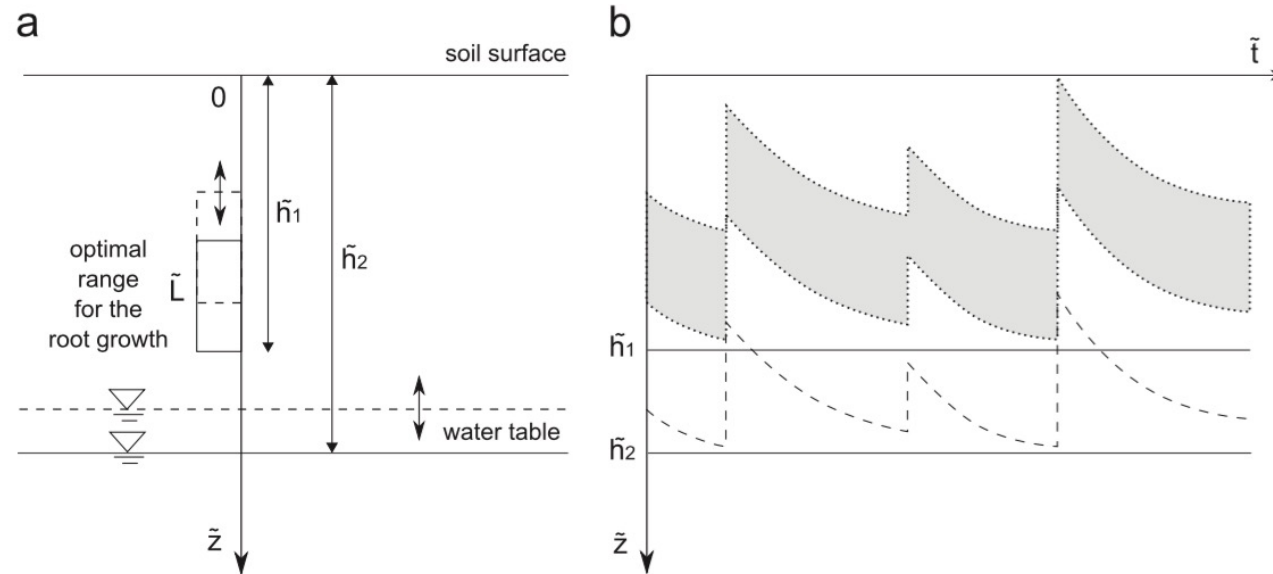 a
soil surface
0
h̃1
h̃2
optimal
range
for the
root growth
L̃
water table
z̃
b
t̃
h̃1
h̃2
z̃